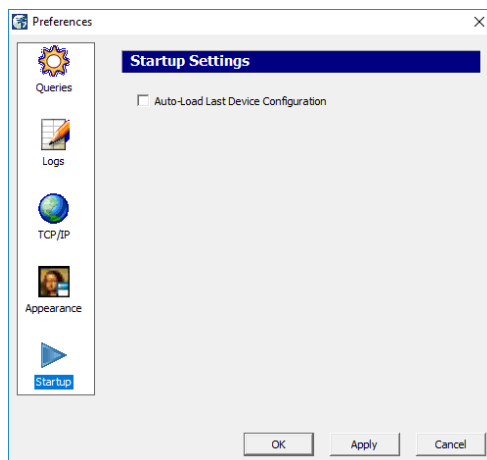 Preferences
Queries
Logs
TCP/IP
Appearance
Startup
Startup Settings
Auto-Load Last Device Configuration
OK
Apply
Cancel